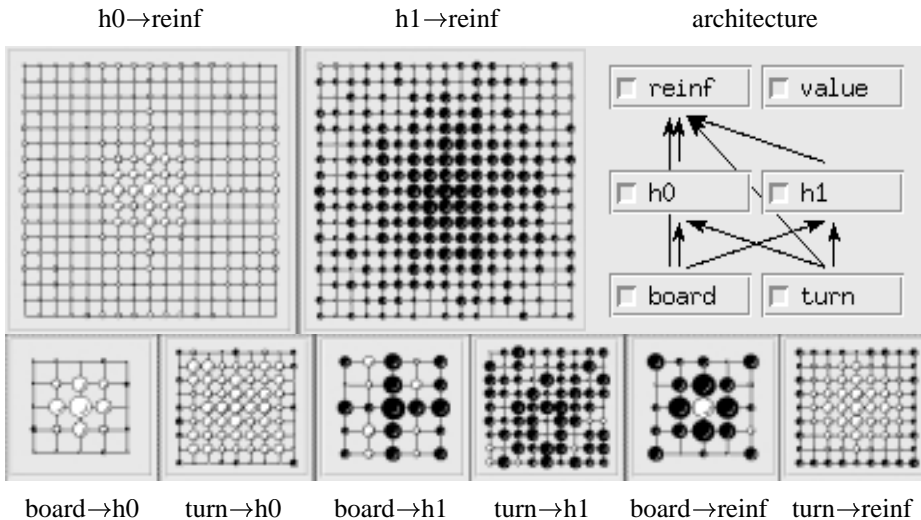 h0→reinf h1→reinf architecture
reinf value
h0 h1
board turn
board→h0 turn→h0 board→h1 turn→h1 board→reinf turn→reinf